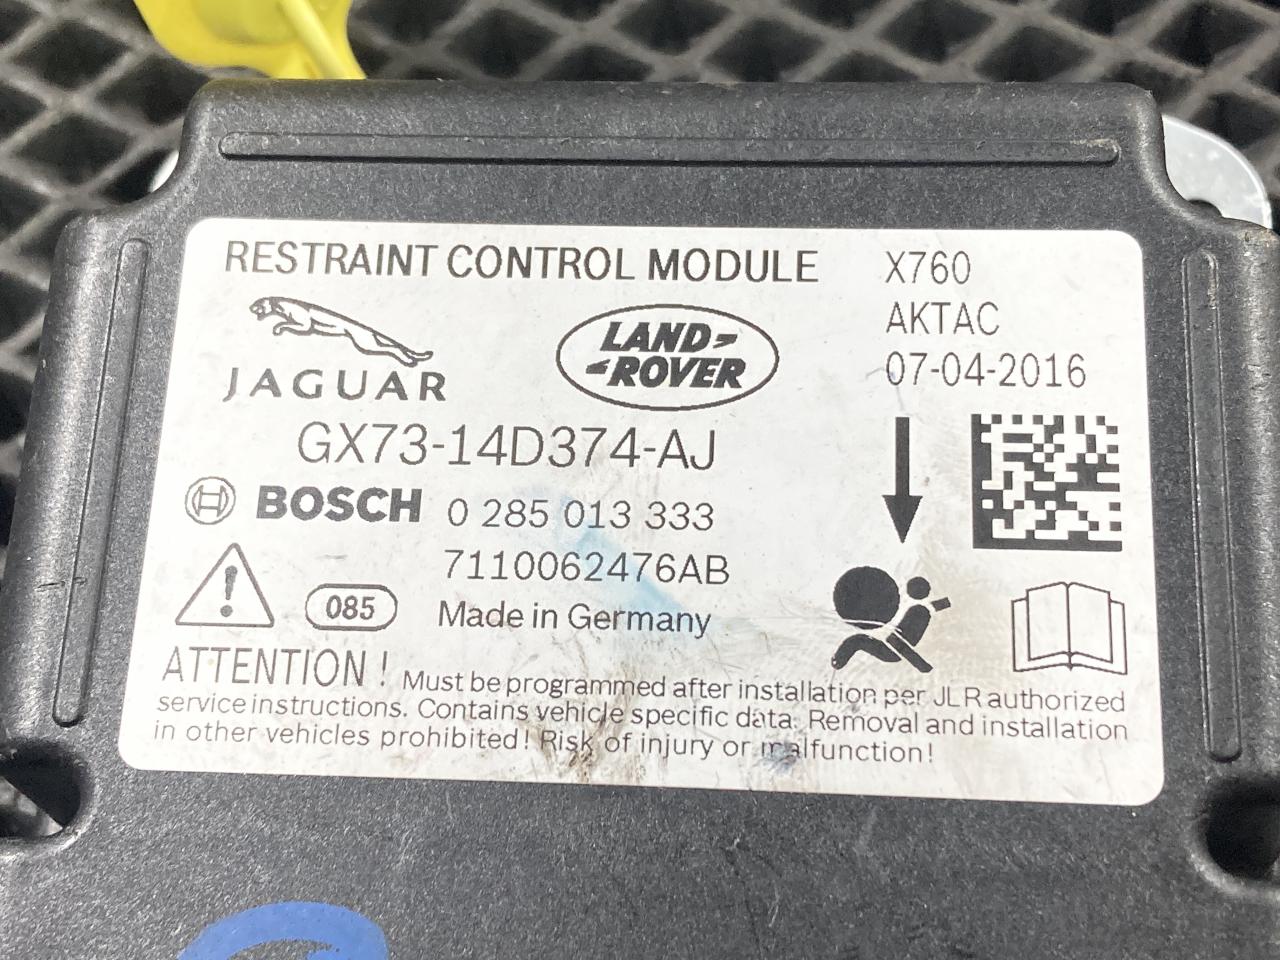 RESTRAINT CONTROL MODULE
X760
AKTAC
07-04-2016
JAGUAR
LAND
ROVER
GX73-14D374-AJ
BOSCH 0 285 013 333
7110062476AB
085 Made in Germany
ATTENTION ! Must be programmed after installation per JLR authorized
service instructions. Contains vehicle specific data. Removal and installation
in other vehicles prohibited! Risk of injury or malfunction!